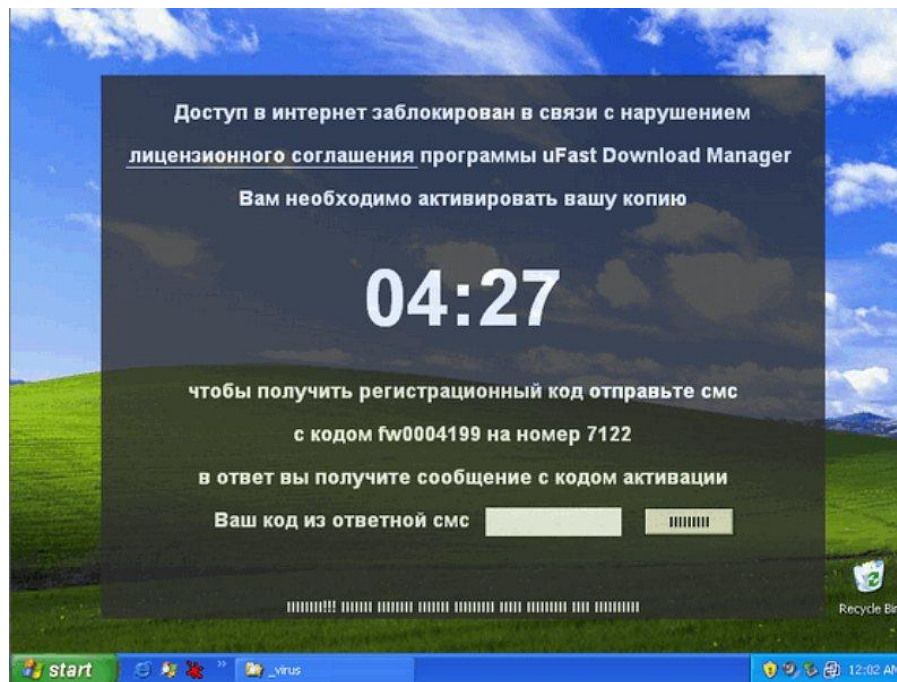 Доступ в интернет заблокирован в связи с нарушением
лицензионного соглашения программы uFast Download Manager
Вам необходимо активировать вашу копию
04:27
чтобы получить регистрационный код отправьте смс
с кодом fw0004199 на номер 7122
в ответ вы получите сообщение с кодом активации
Ваш код из ответной смс
Recycle Bin
start
_virus
12:02 AM